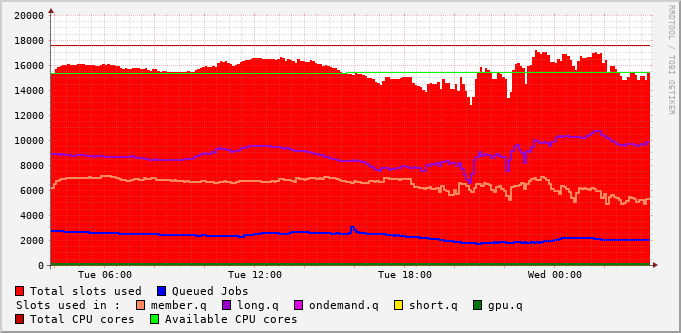 20000
18000
16000
14000
12000
10000
8000
6000
4000
2000
0
Tue 06:00 Tue 12:00 Tue 18:00 Wed 00:00
Total slots used Queued Jobs
Slots used in : member.q long.q ondemand.q short.q gpu.q
Total CPU cores Available CPU cores
RRDTOOL / TOBI OETIKER